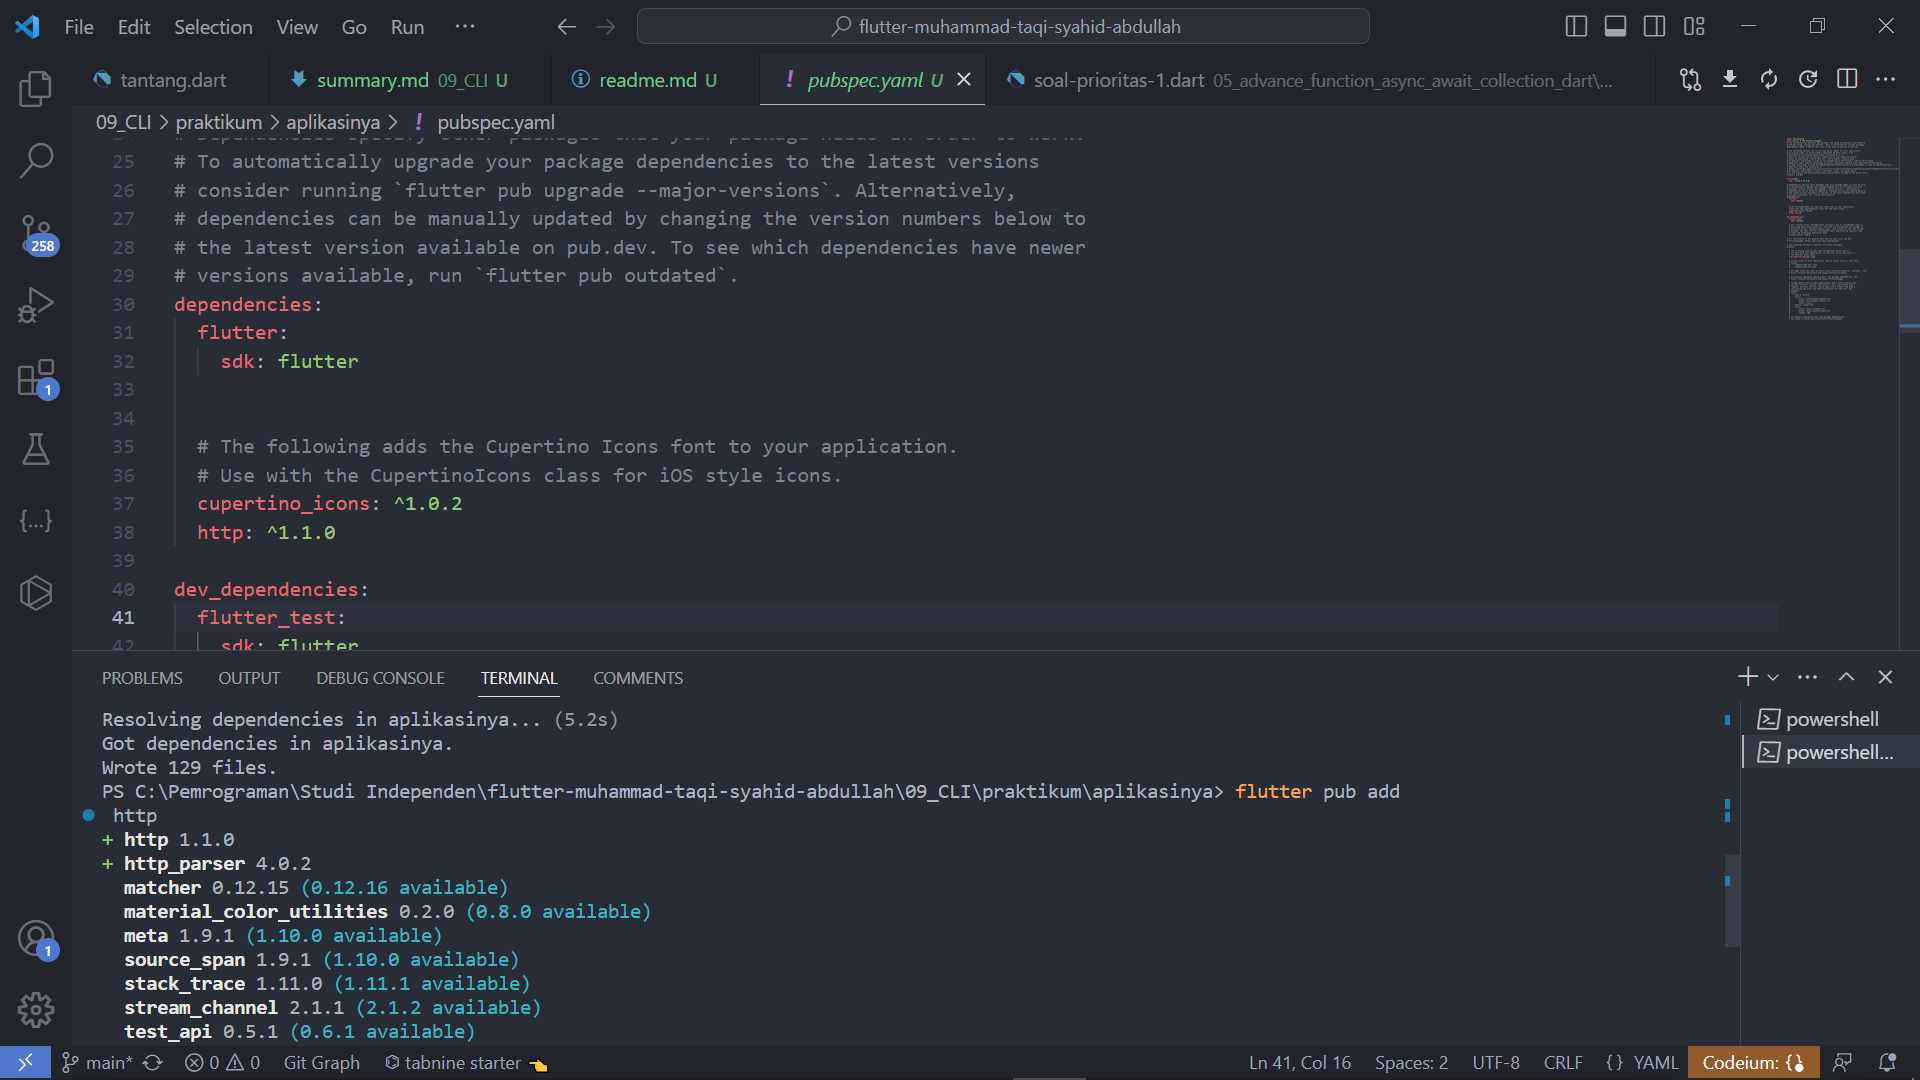 File Edit Selection View Go Run ··· flutter-muhammad-taqi-syahid-abdullah
tantang.dart summary.md 09_CLI U readme.md U ! pubspec.yaml U soal-prioritas-1.dart 05_advance_function_async_await_collection_dart\...
09_CLI > praktikum > aplikasinya > ! pubspec.yaml
24 # Dependencies specify other packages that your package needs in order to work.
25 # To automatically upgrade your package dependencies to the latest versions
26 # consider running `flutter pub upgrade --major-versions`. Alternatively,
27 # dependencies can be manually updated by changing the version numbers below to
28 # the latest version available on pub.dev. To see which dependencies have newer
29 # versions available, run `flutter pub outdated`.
30 dependencies:
31 flutter:
32 sdk: flutter
33
34
35 # The following adds the Cupertino Icons font to your application.
36 # Use with the CupertinoIcons class for iOS style icons.
37 cupertino_icons: ^1.0.2
38 http: ^1.1.0
39
40 dev_dependencies:
41 flutter_test:
42 sdk: flutter
258
1
1
PROBLEMS OUTPUT DEBUG CONSOLE TERMINAL COMMENTS
Resolving dependencies in aplikasinya... (5.2s)
Got dependencies in aplikasinya.
Wrote 129 files.
PS C:\Pemrograman\Studi Independen\flutter-muhammad-taqi-syahid-abdullah\09_CLI\praktikum\aplikasinya> flutter pub add
http
+ http 1.1.0
+ http_parser 4.0.2
matcher 0.12.15 (0.12.16 available)
material_color_utilities 0.2.0 (0.8.0 available)
meta 1.9.1 (1.10.0 available)
source_span 1.9.1 (1.10.0 available)
stack_trace 1.11.0 (1.11.1 available)
stream_channel 2.1.1 (2.1.2 available)
test_api 0.5.1 (0.6.1 available)
powershell
powershell...
main* 0 0 Git Graph tabnine starter Ln 41, Col 16 Spaces: 2 UTF-8 CRLF {} YAML Codeium: {}